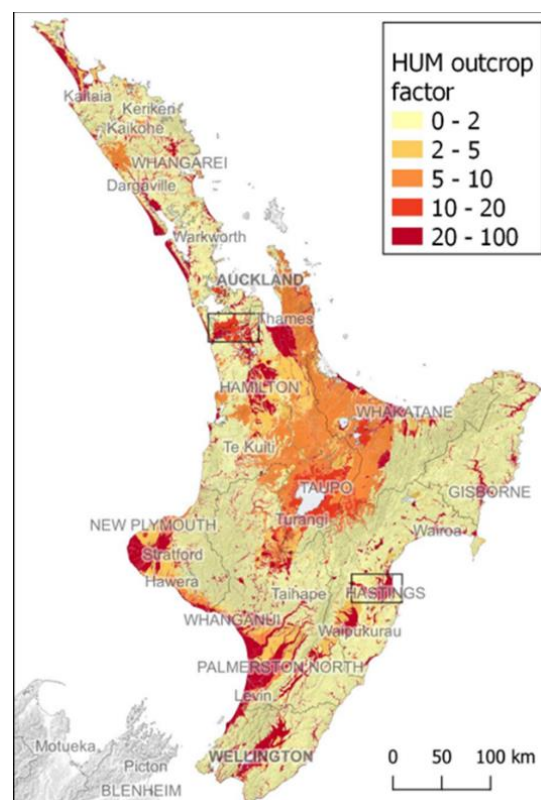 HUM outcrop
factor
0 - 2
2 - 5
5 - 10
10 - 20
20 - 100
Kaitaia
Kerikeri
Kaikohe
WHANGAREI
Dargaville
Warkworth
AUCKLAND
Thames
HAMILTON
WHAKATANE
Te Kuiti
TAUPO
GISBORNE
Turangi
NEW PLYMOUTH
Wairoa
Stratford
Hawera
Taihape
HASTINGS
WHANGANUI
Waipukurau
PALMERSTON NORTH
Levin
Motueka
WELLINGTON
Picton
BLENHEIM
0 50 100 km